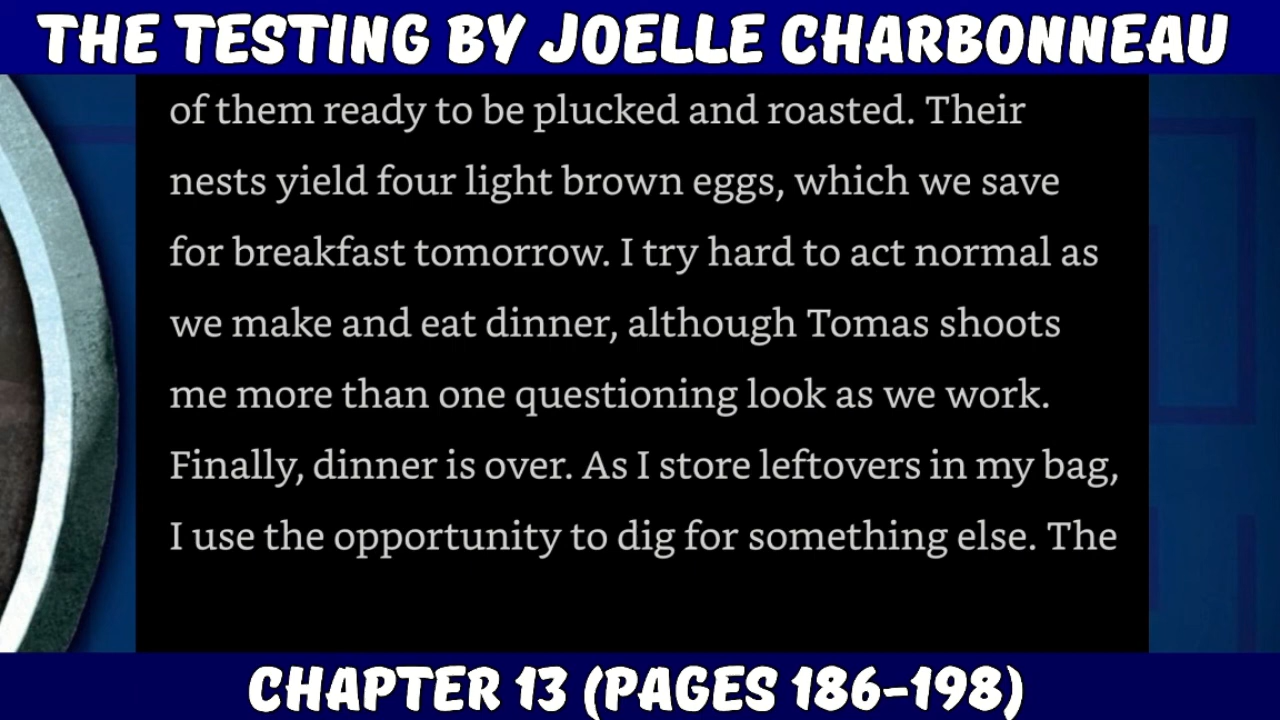 THE TESTING BY JOELLE CHARBONNEAU
of them ready to be plucked and roasted. Their
nests yield four light brown eggs, which we save
for breakfast tomorrow. I try hard to act normal as
we make and eat dinner, although Tomas shoots
me more than one questioning look as we work.
Finally, dinner is over. As I store leftovers in my bag,
I use the opportunity to dig for something else. The
CHAPTER 13 (PAGES 186-198)